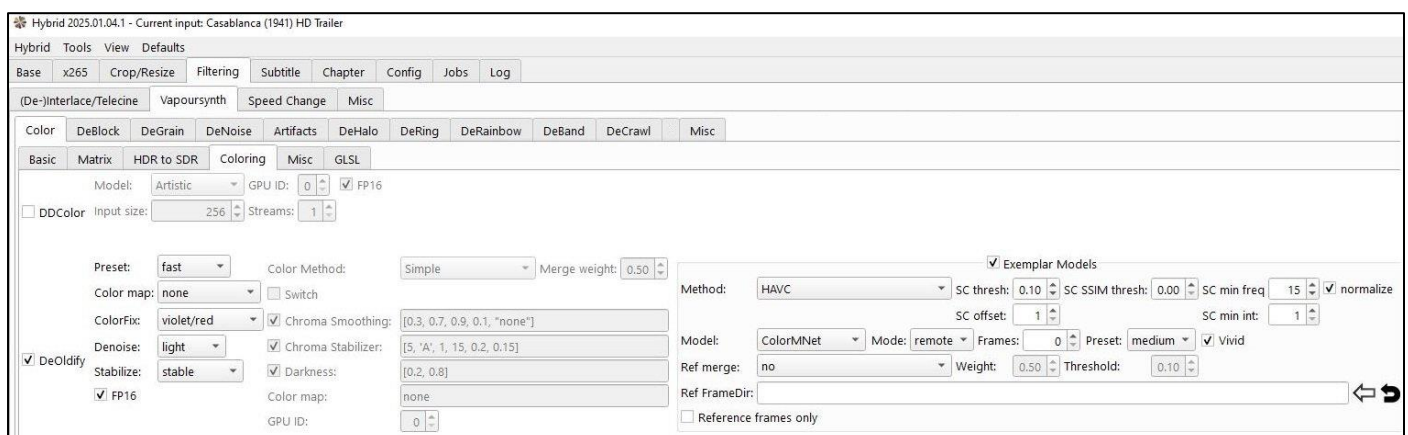 Hybrid 2025.01.04.1 - Current input: Casablanca (1941) HD Trailer
Hybrid Tools View Defaults
Base x265 Crop/Resize Filtering Subtitle Chapter Config Jobs Log
(De-)Interlace/Telecine Vapoursynth Speed Change Misc
Color DeBlock DeGrain DeNoise Artifacts DeHalo DeRing DeRainbow DeBand DeCrawl Misc
Basic Matrix HDR to SDR Coloring Misc GLSL
Model: Artistic GPU ID: 0 FP16
DDColor Input size: 256 Streams: 1
Exemplar Models
Preset: fast Color Method: Simple Merge weight: 0.50
Method: HAVC SC thresh: 0.10 SC SSIM thresh: 0.00 SC min freq 15 normalize
Color map: none Switch
SC offset: 1 SC min int: 1
ColorFix: violet/red Chroma Smoothing: [0.3, 0.7, 0.9, 0.1, "none"]
Model: ColorMNet Mode: remote Frames: 0 Preset: medium Vivid
Denoise: light Chroma Stabilizer: [5, 'A', 1, 15, 0.2, 0.15]
DeOldify
Stabilize: stable Darkness: [0.2, 0.8] Ref merge: no Weight: 0.50 Threshold: 0.10
FP16 Color map: none Ref FrameDir:
GPU ID: 0 Reference frames only